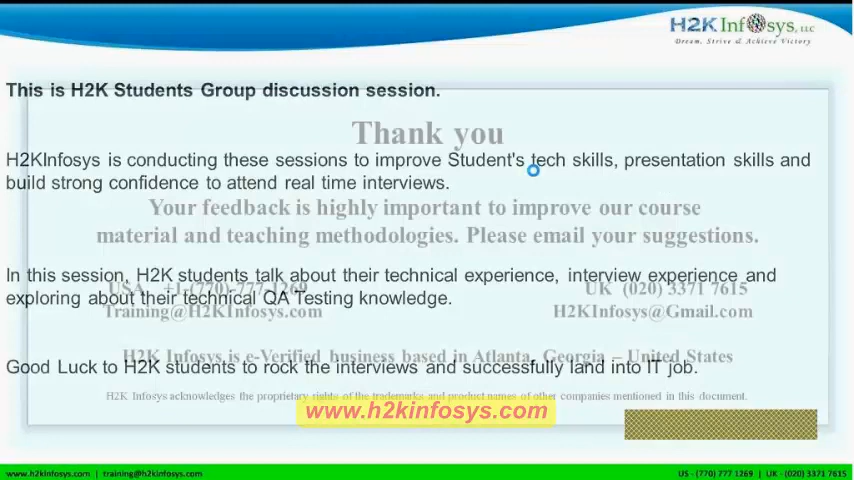 H2K Infosys, LLC
Dream, Strive & Achieve Victory
This is H2K Students Group discussion session.
Thank you
H2KInfosys is conducting these sessions to improve Student's tech skills, presentation skills and
build strong confidence to attend real time interviews.
Your feedback is highly important to improve our course
material and teaching methodologies. Please email your suggestions.
In this session, H2K students talk about their technical experience, interview experience and
USA +1-(770)-777-1269
UK (020) 3371 7615
exploring about their technical QA Testing knowledge.
Training@H2KInfosys.com
H2KInfosys@Gmail.com
H2K Infosys is e-Verified business based in Atlanta, Georgia – United States
Good Luck to H2K students to rock the interviews and successfully land into IT job.
H2K Infosys acknowledges the proprietary rights of the trademarks and product names of other companies mentioned in this document.
www.h2kinfosys.com
www.h2kinfosys.com | training@h2kinfosys.com
US - (770) 777 1269 | UK - (020) 3371 7615